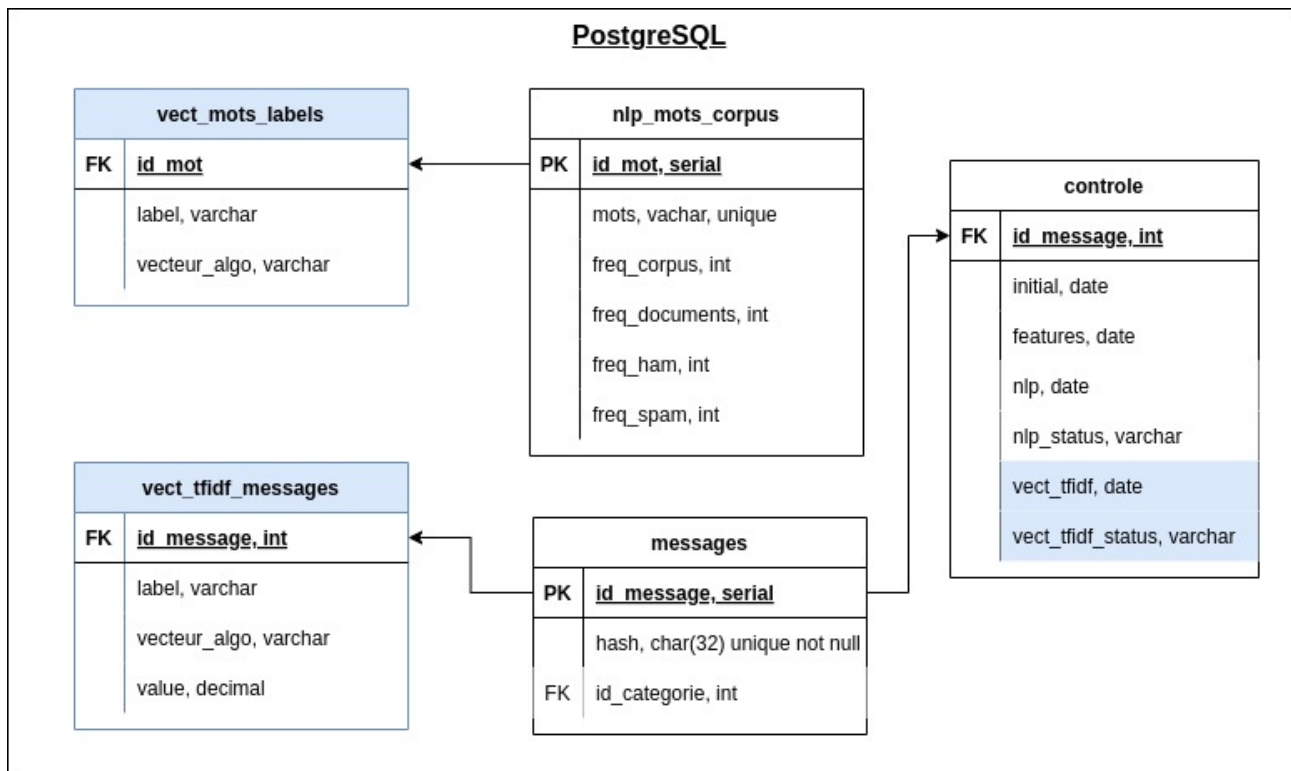 PostgreSQL
vect_mots_labels
FK id_mot
label, varchar
vecteur_algo, varchar
nlp_mots_corpus
PK id_mot, serial
mots, vachar, unique
freq_corpus, int
freq_documents, int
freq_ham, int
freq_spam, int
controle
FK id_message, int
initial, date
features, date
nlp, date
nlp_status, varchar
vect_tfidf, date
vect_tfidf_status, varchar
vect_tfidf_messages
FK id_message, int
label, varchar
vecteur_algo, varchar
value, decimal
messages
PK id_message, serial
hash, char(32) unique not null
FK id_categorie, int